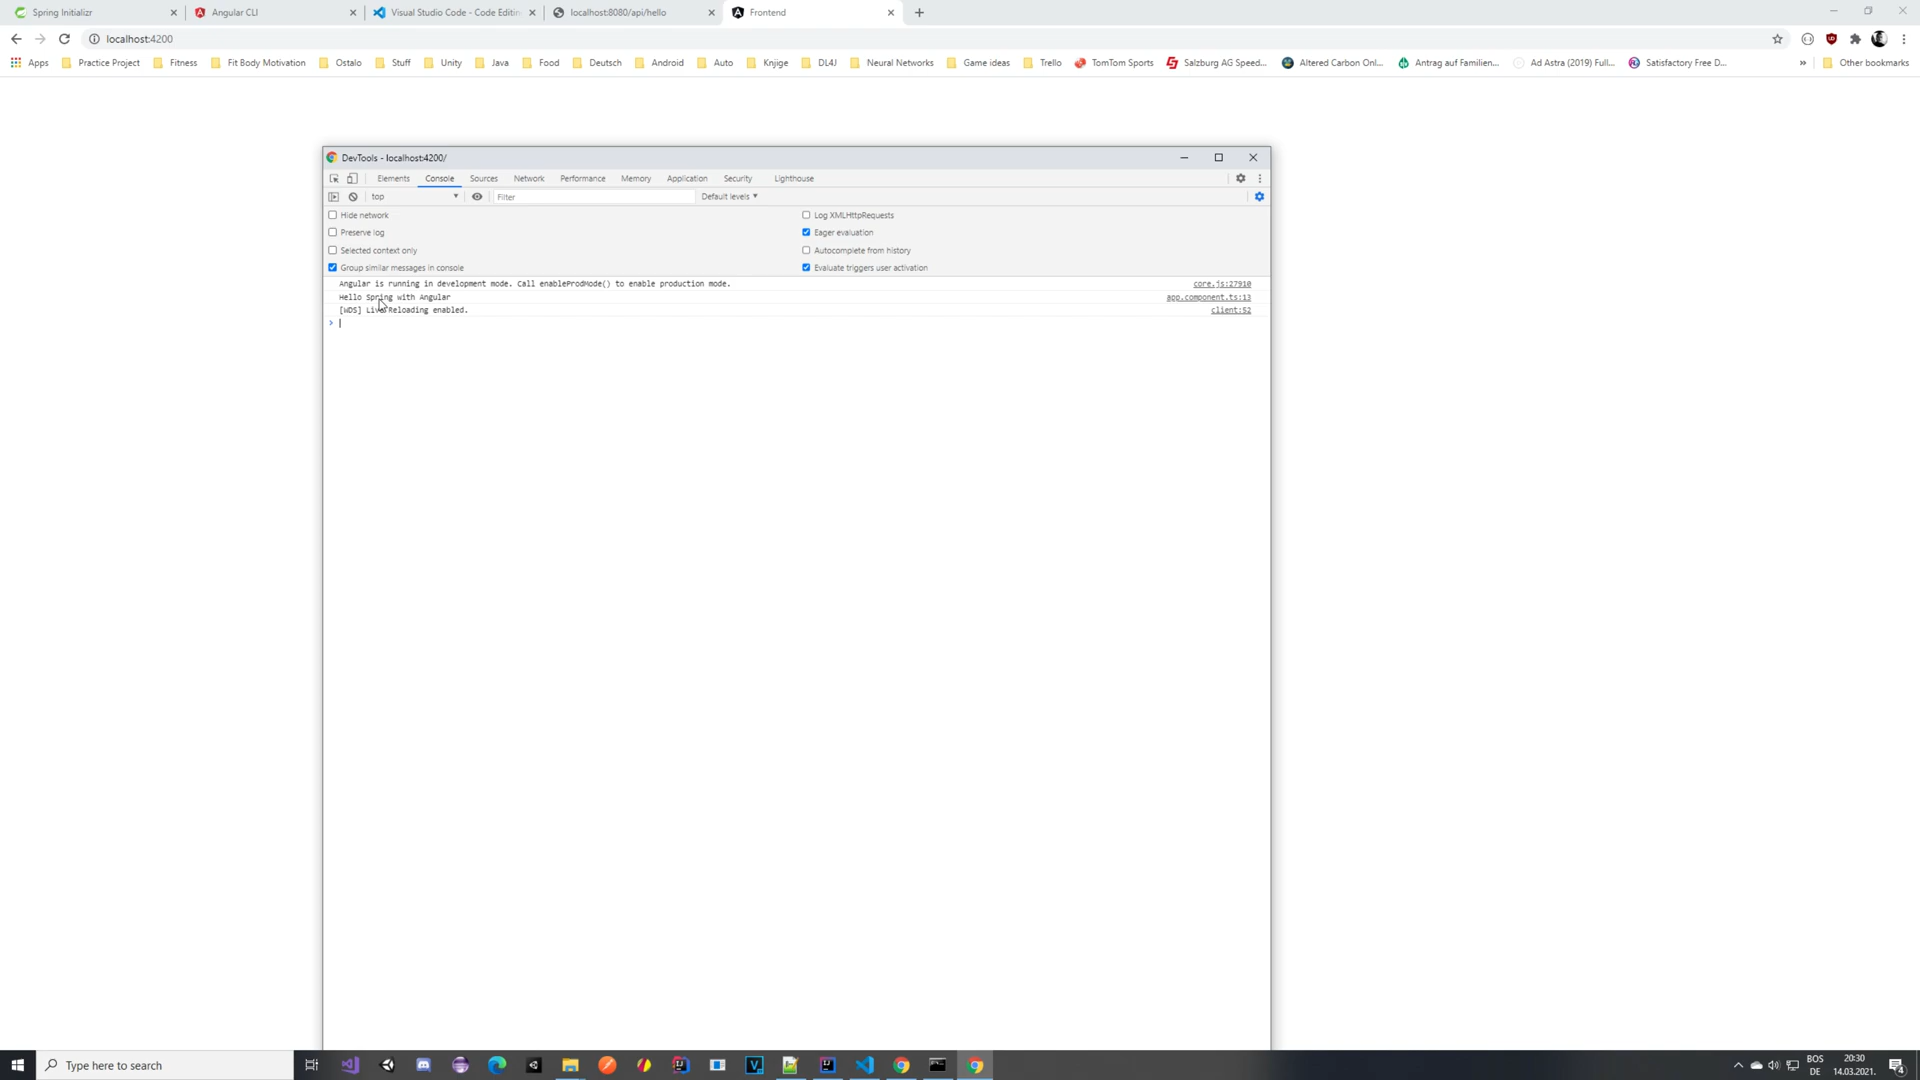 Spring Initializr
Angular CLI
Visual Studio Code - Code Editin
localhost:8080/api/hello
Frontend
localhost:4200
Apps
Practice Project
Fitness
Fit Body Motivation
Ostalo
Stuff
Unity
Java
Food
Deutsch
Android
Auto
Knjige
DL4J
Neural Networks
Game ideas
Trello
TomTom Sports
Salzburg AG Speed...
Altered Carbon Onl...
Antrag auf Familien...
Ad Astra (2019) Full...
Satisfactory Free D...
»
Other bookmarks
DevTools - localhost:4200/
Elements
Console
Sources
Network
Performance
Memory
Application
Security
Lighthouse
top
Filter
Default levels
Hide network
Log XMLHttpRequests
Preserve log
Eager evaluation
Selected context only
Autocomplete from history
Group similar messages in console
Evaluate triggers user activation
Angular is running in development mode. Call enableProdMode() to enable production mode.
core.js:27910
Hello Spring with Angular
app.component.ts:13
[WDS] Live Reloading enabled.
client:52
>
Type here to search
BOS
DE
20:30
14.03.2021.
4